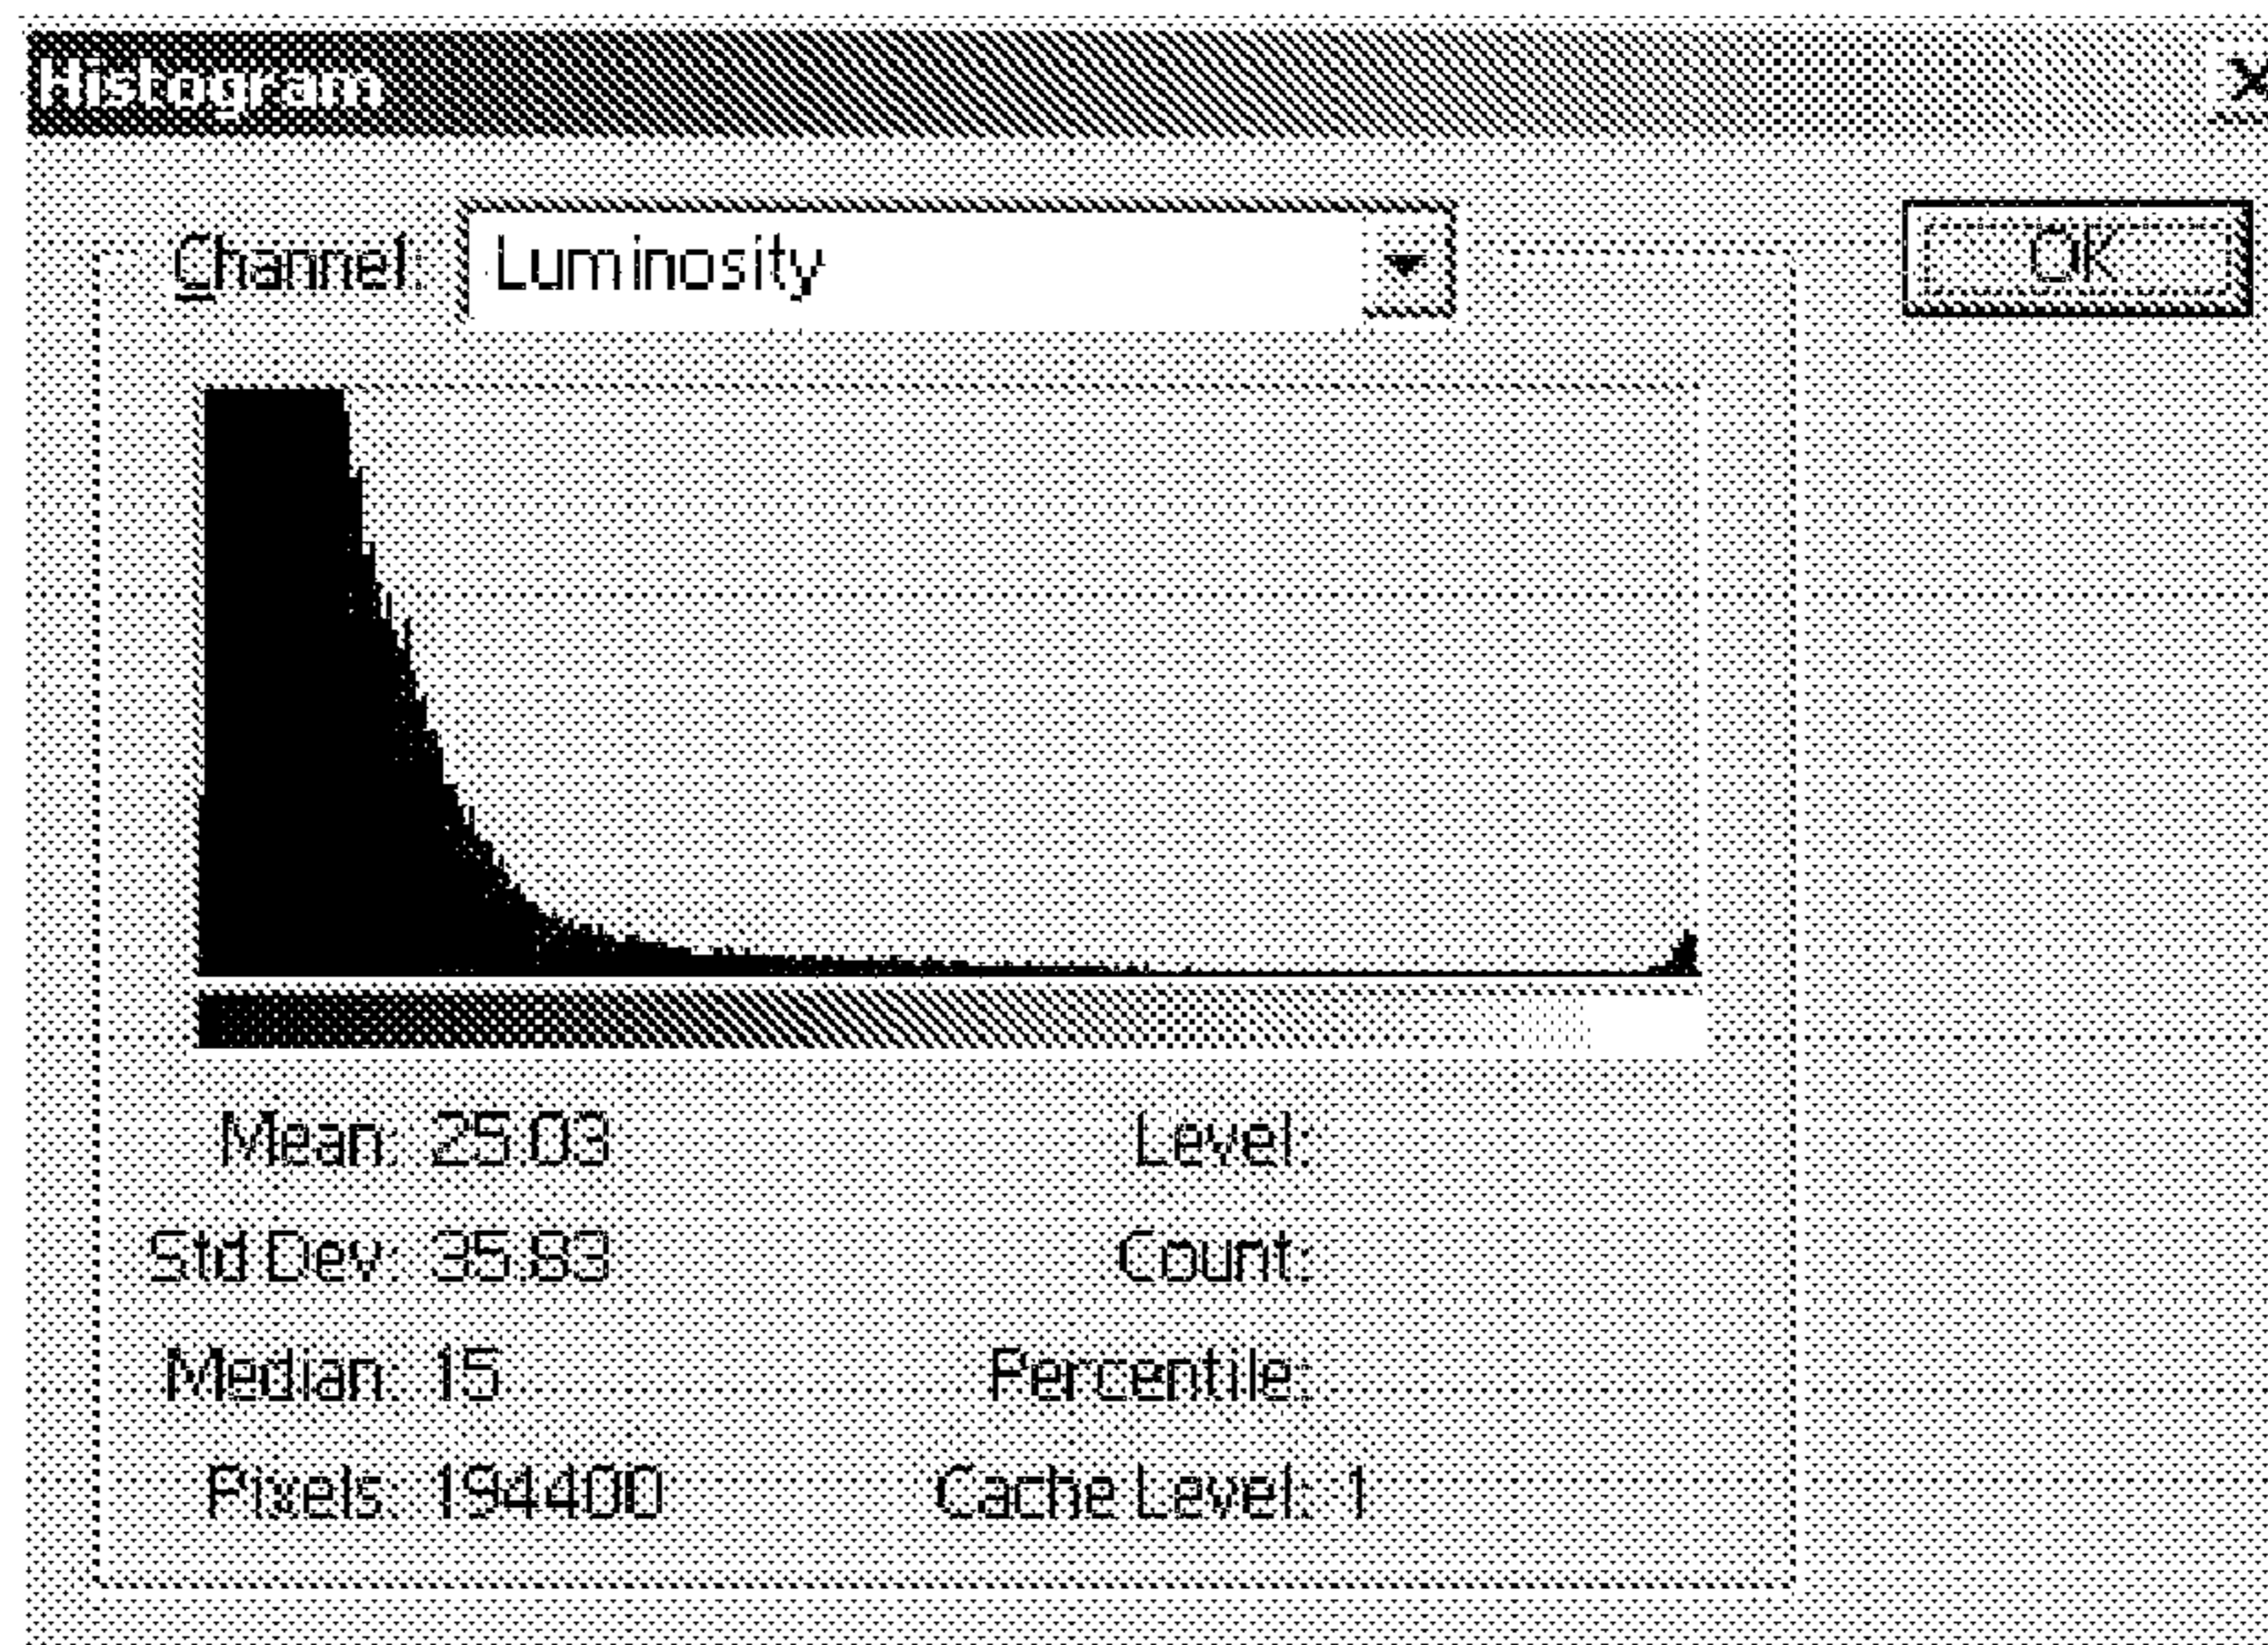 Histogram
Channel: Luminosity
OK
Mean: 25.03
Level:
Std Dev: 35.83
Count:
Median: 15
Percentile:
Pixels: 194400
Cache Level: 1